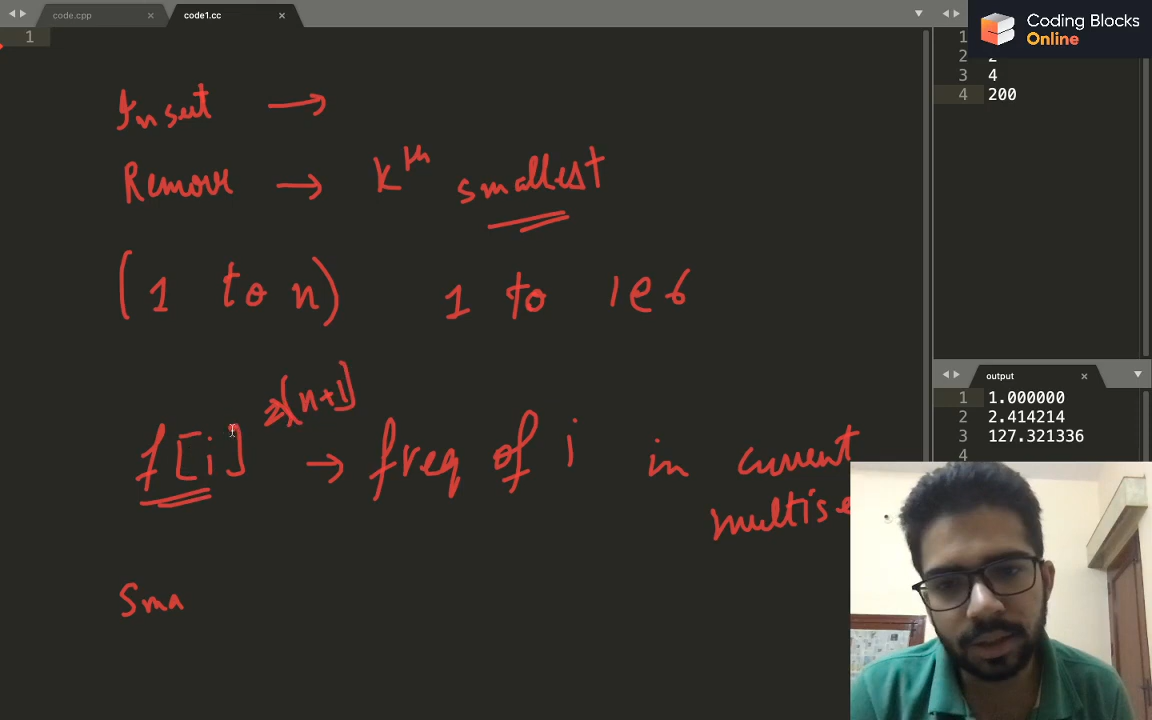 code.cpp
code1.cc
Coding Blocks
Online
1
1
2
3 4
4 200
Insert →
Remove → kth smallest
(1 to n) 1 to 1e6
[n+1]
f[i] → freq of i in current
Sma
output
1 1.000000
2 2.414214
3 127.321336
4